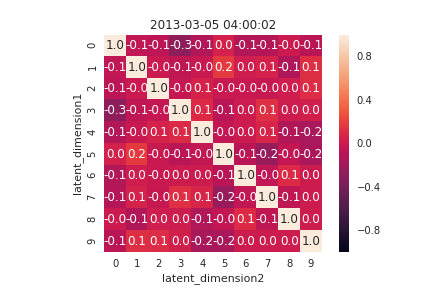 2013-03-05 04:00:02
0 1.0 -0.1 -0.1 -0.3 -0.1 0.0 -0.1 -0.1 -0.0 -0.1
1 -0.1 1.0 -0.0 -0.1 -0.0 0.2 0.0 0.1 -0.1 0.1
2 -0.1 -0.0 1.0 -0.0 0.1 -0.0 -0.0 -0.0 0.0 0.1
3 -0.3 -0.1 -0.0 1.0 0.1 -0.1 0.0 0.1 0.0 0.0
4 -0.1 -0.0 0.1 0.1 1.0 -0.0 0.0 0.1 -0.1 -0.2
5 0.0 0.2 -0.0 -0.1 -0.0 1.0 -0.1 -0.2 -0.0 -0.2
6 -0.1 0.0 -0.0 0.0 0.0 -0.1 1.0 -0.0 0.1 0.0
7 -0.1 0.1 -0.0 0.1 0.1 -0.2 -0.0 1.0 -0.1 0.0
8 -0.0 -0.1 0.0 0.0 -0.1 -0.0 0.1 -0.1 1.0 0.0
9 -0.1 0.1 0.1 0.0 -0.2 -0.2 0.0 0.0 0.0 1.0
0 1 2 3 4 5 6 7 8 9
latent_dimension1
latent_dimension2
0.8
0.4
0.0
-0.4
-0.8